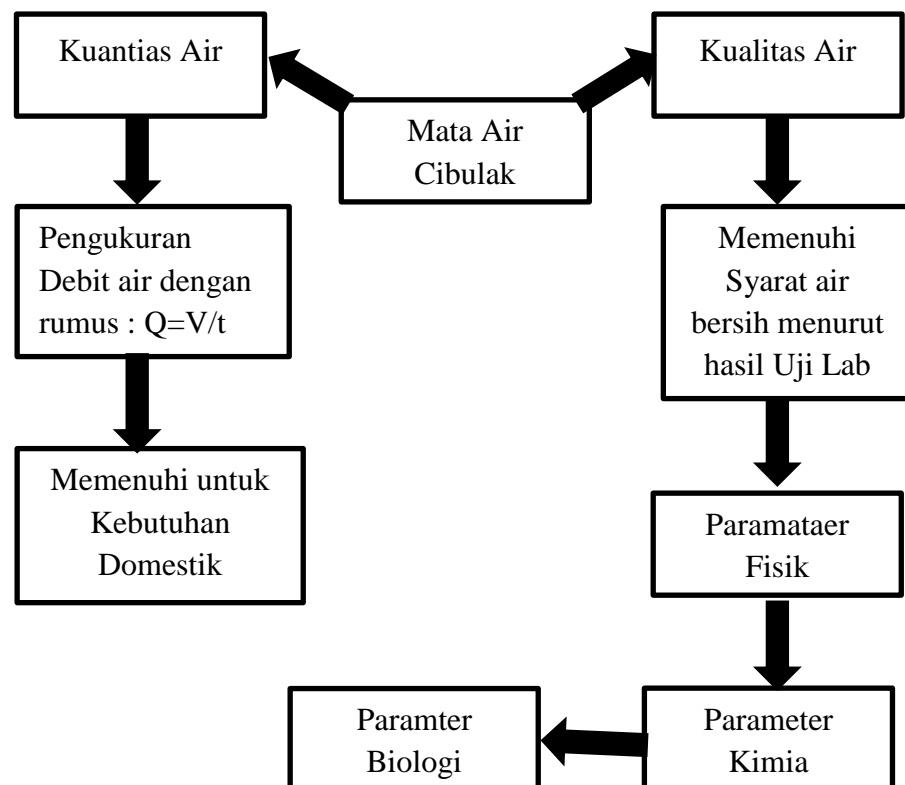 Kuantias Air
Kualitas Air
Mata Air
Cibulak
Pengukuran
Debit air dengan
rumus : Q=V/t
Memenuhi
Syarat air
bersih menurut
hasil Uji Lab
Memenuhi untuk
Kebutuhan
Domestik
Paramataer
Fisik
Paramter
Biologi
Parameter
Kimia